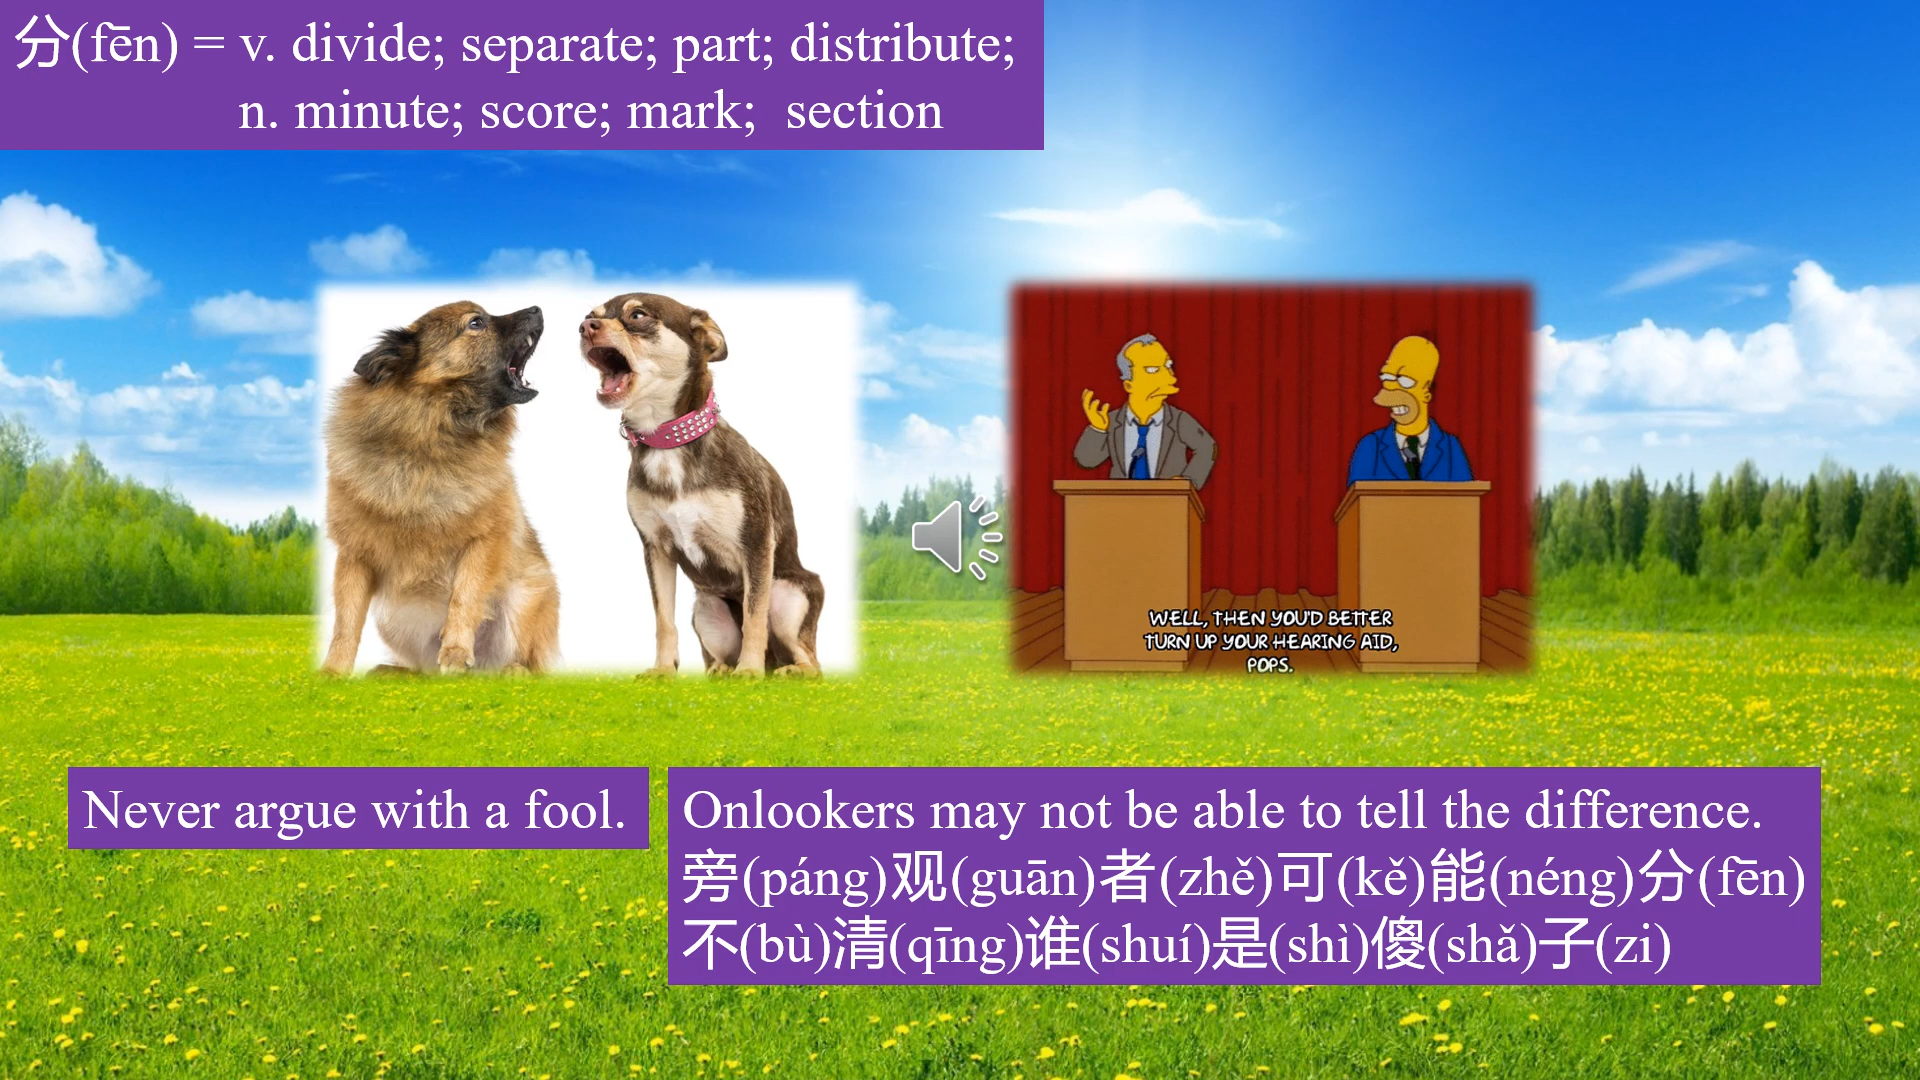 分(fēn) = v. divide; separate; part; distribute;
n. minute; score; mark;  section
WELL, THEN YOU'D BETTER
TURN UP YOUR HEARING AID,
POPS.
Never argue with a fool.
Onlookers may not be able to tell the difference.
旁(páng)观(guān)者(zhě)可(kě)能(néng)分(fēn)
不(bù)清(qīng)谁(shuí)是(shì)傻(shǎ)子(zi)